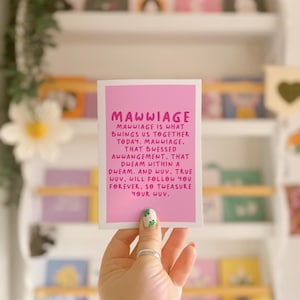 MAWWIAGE
MAWWIAGE IS WHAT
BWINGS US TOGETHER
TODAY. MAWWIAGE,
THAT BWESSED
AWWANGEMENT, THAT
DWEAM WITHIN A
DWEAM. AND WUV, TRUE
WUV, WILL FOLLOW YOU
FOREVER, SO TWEASURE
YOUR WUV.